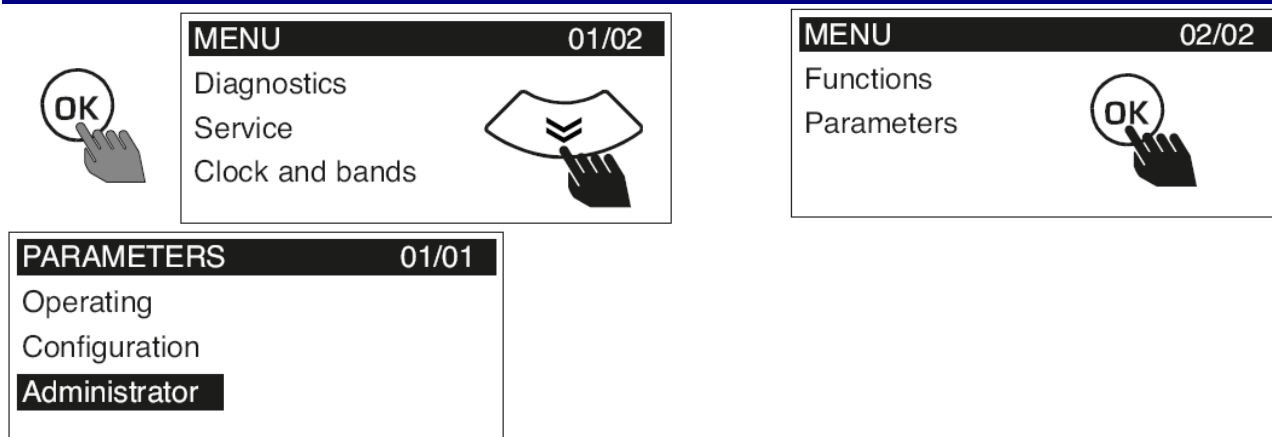 OK
MENU 01/02
Diagnostics
Service
Clock and bands
MENU 02/02
Functions
Parameters
OK
PARAMETERS 01/01
Operating
Configuration
Administrator